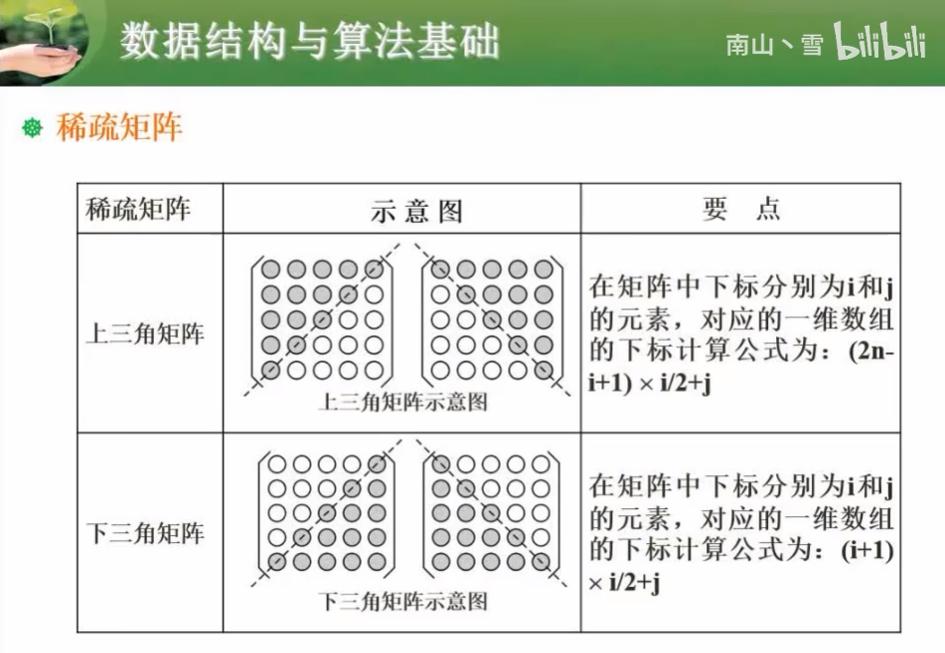 数据结构与算法基础
南山丶雪 bilibili
稀疏矩阵
稀疏矩阵
示意图
要 点
上三角矩阵
上三角矩阵示意图
在矩阵中下标分别为i和j
的元素，对应的一维数组
的下标计算公式为：(2n-
i+1) × i/2+j
下三角矩阵
下三角矩阵示意图
在矩阵中下标分别为i和j
的元素，对应的一维数组
的下标计算公式为：(i+1)
× i/2+j